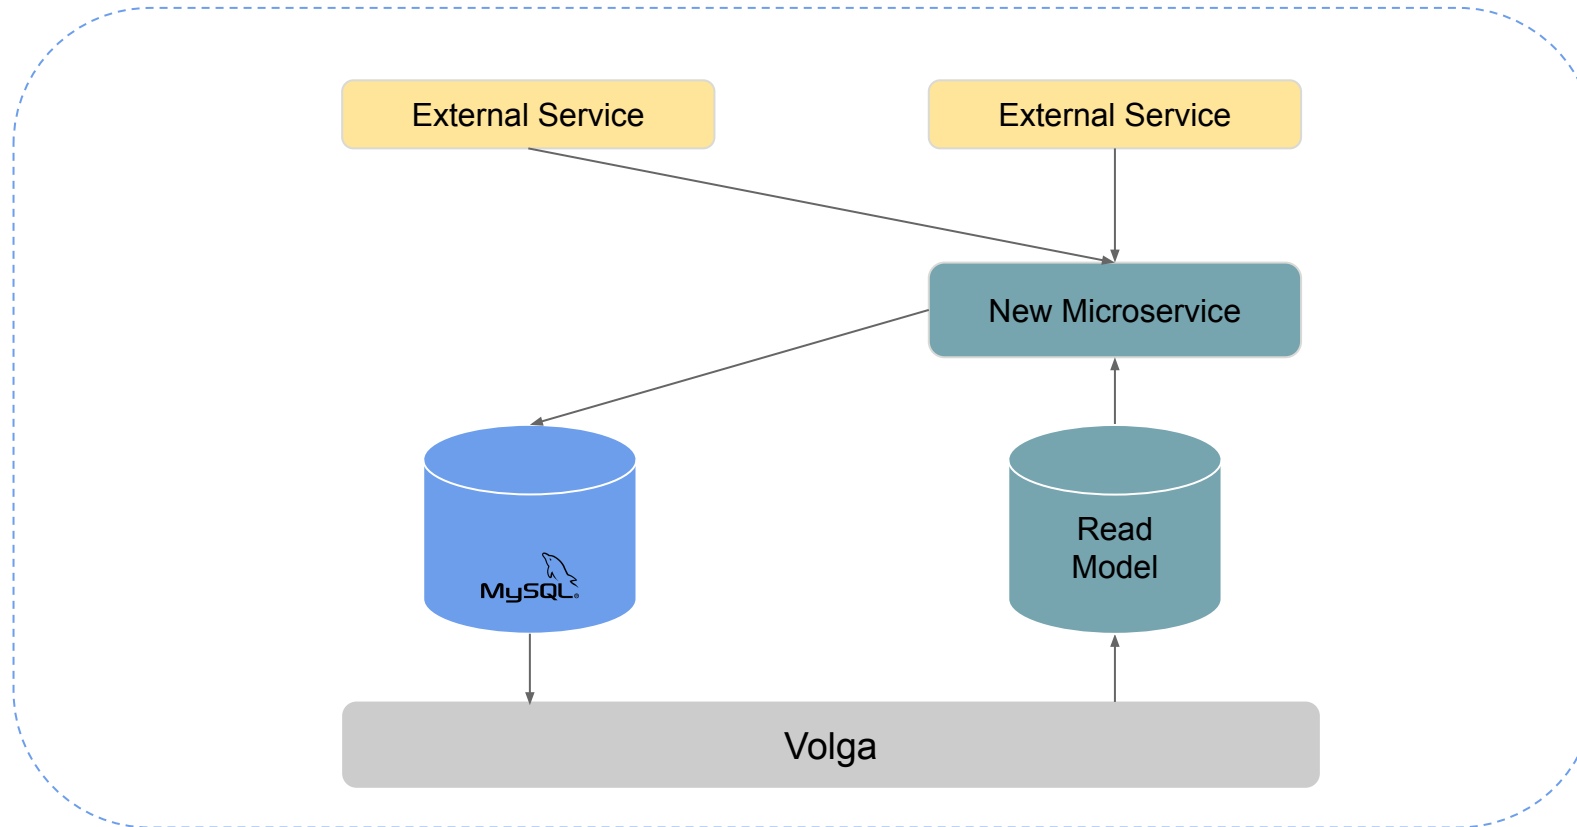 External Service
External Service
New Microservice
MySQL®
Read
Model
Volga